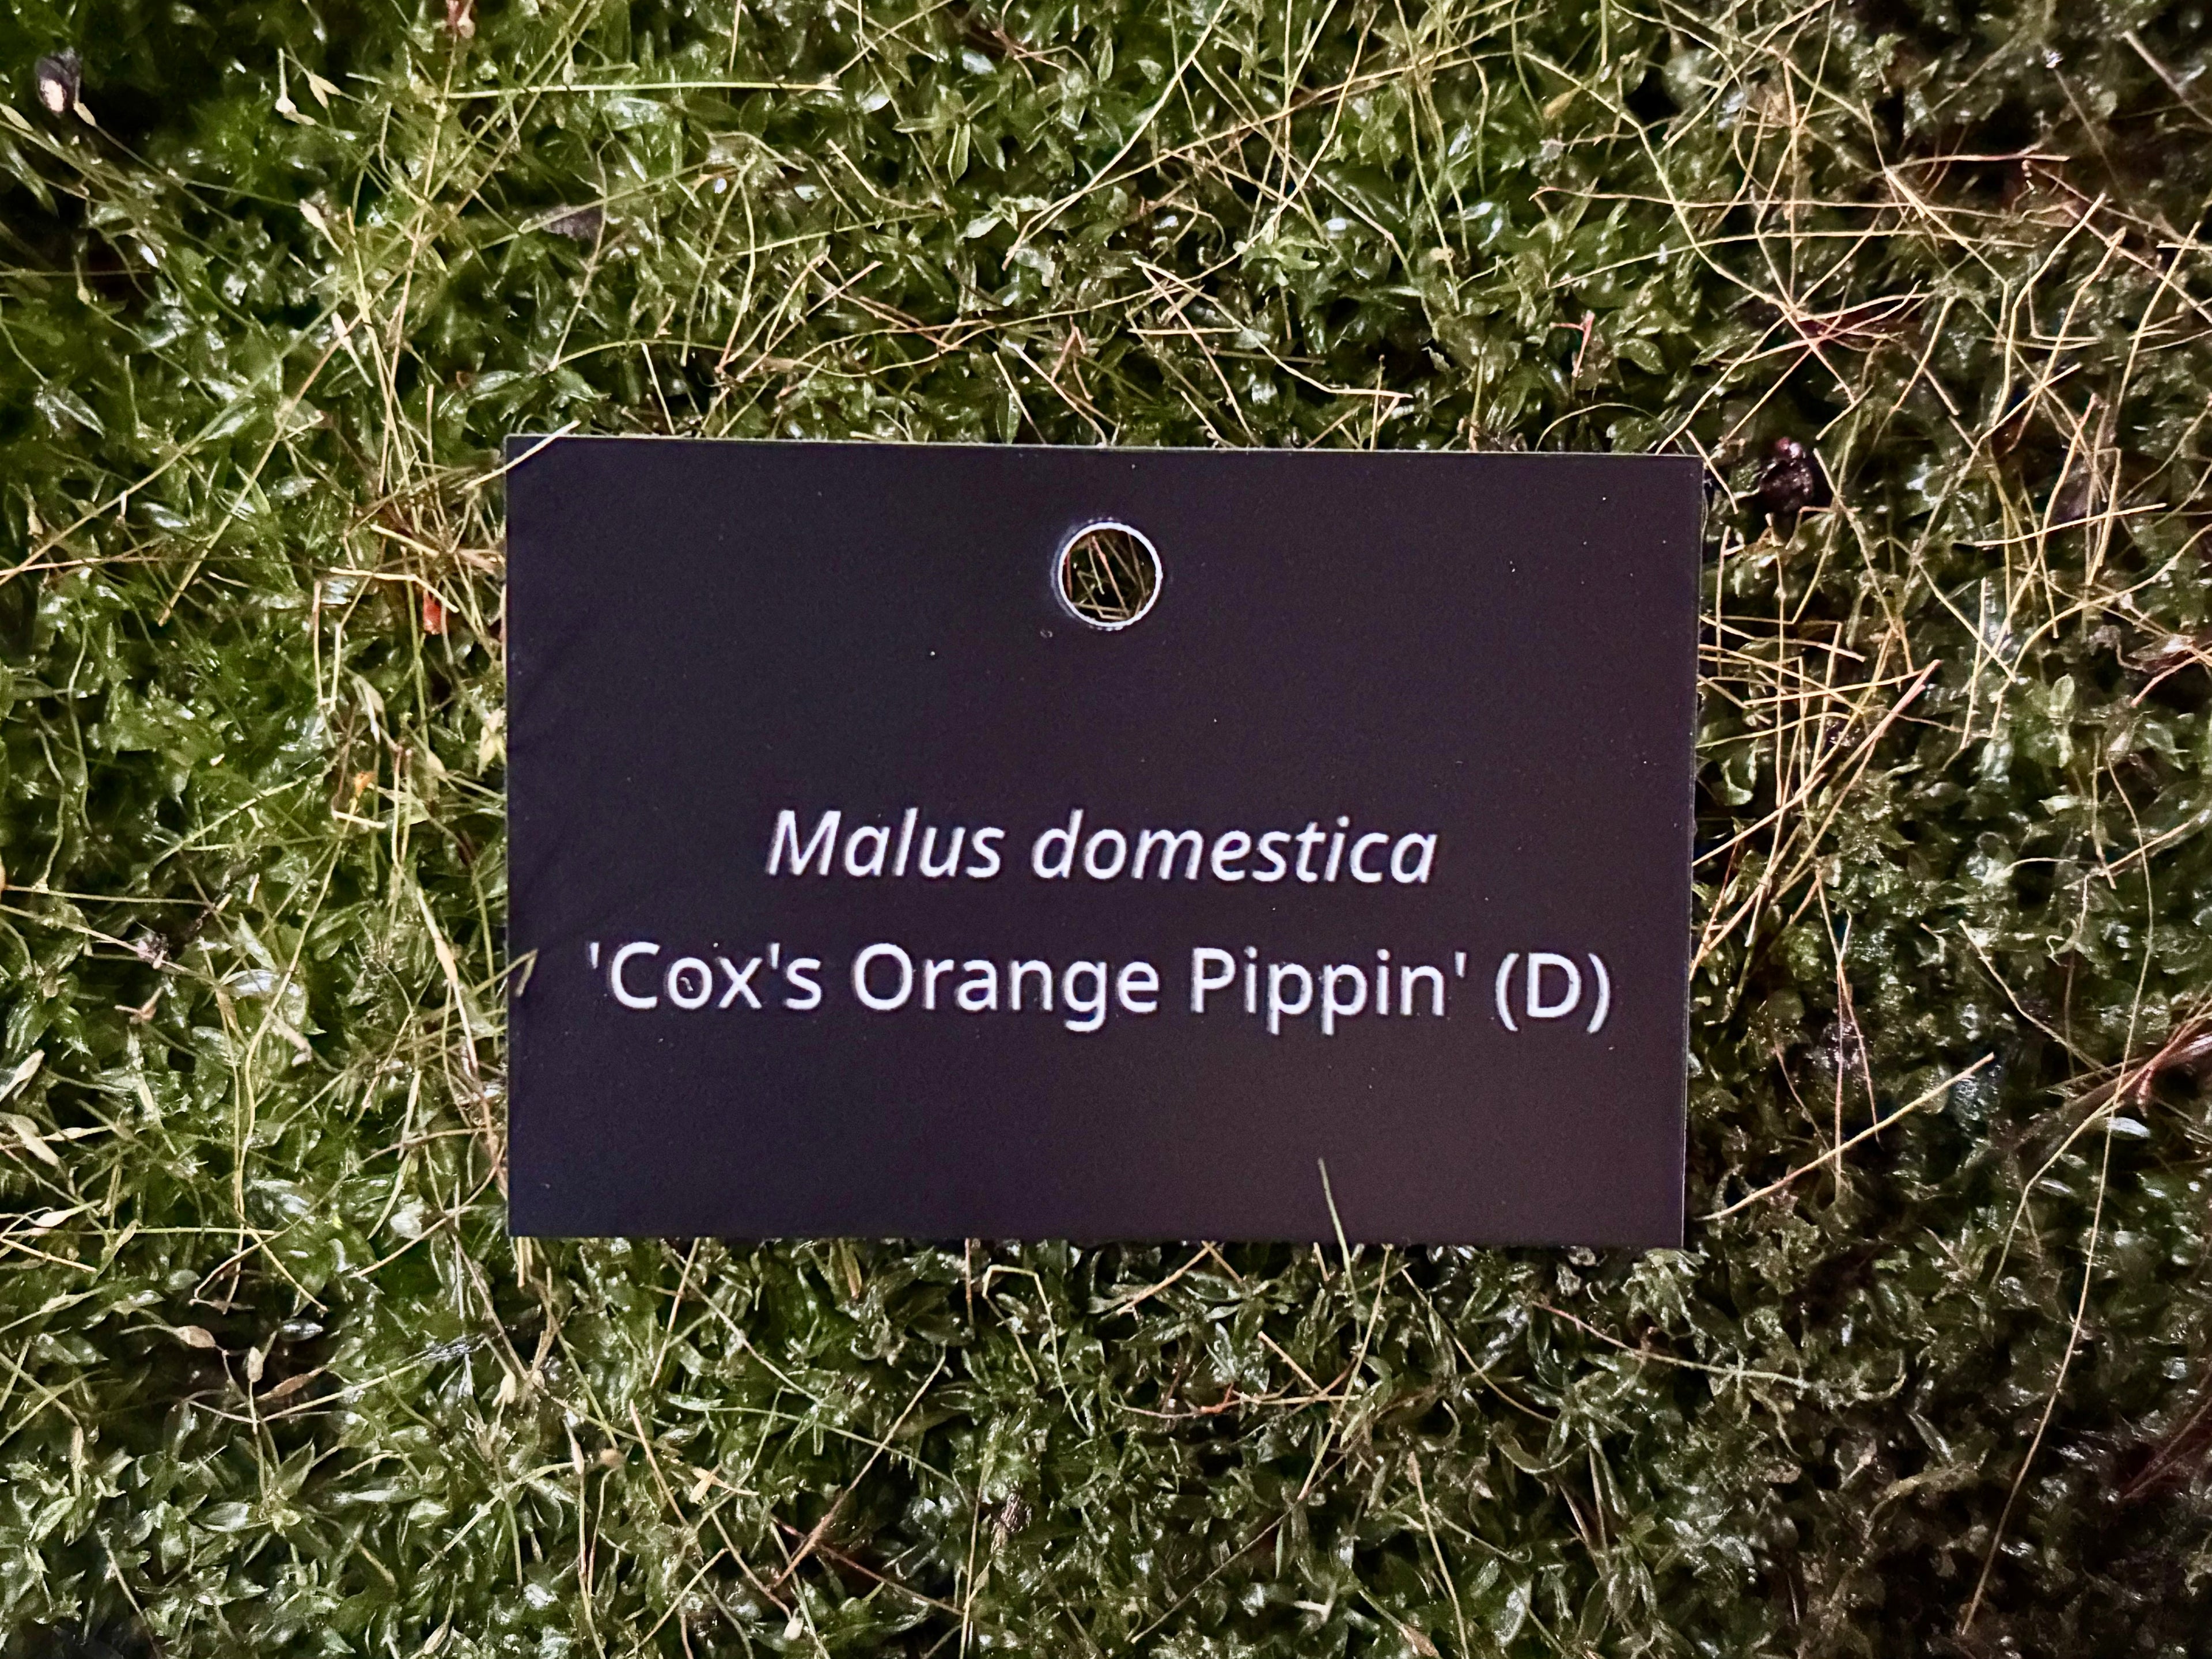 Malus domestica
'Cox's Orange Pippin' (D)